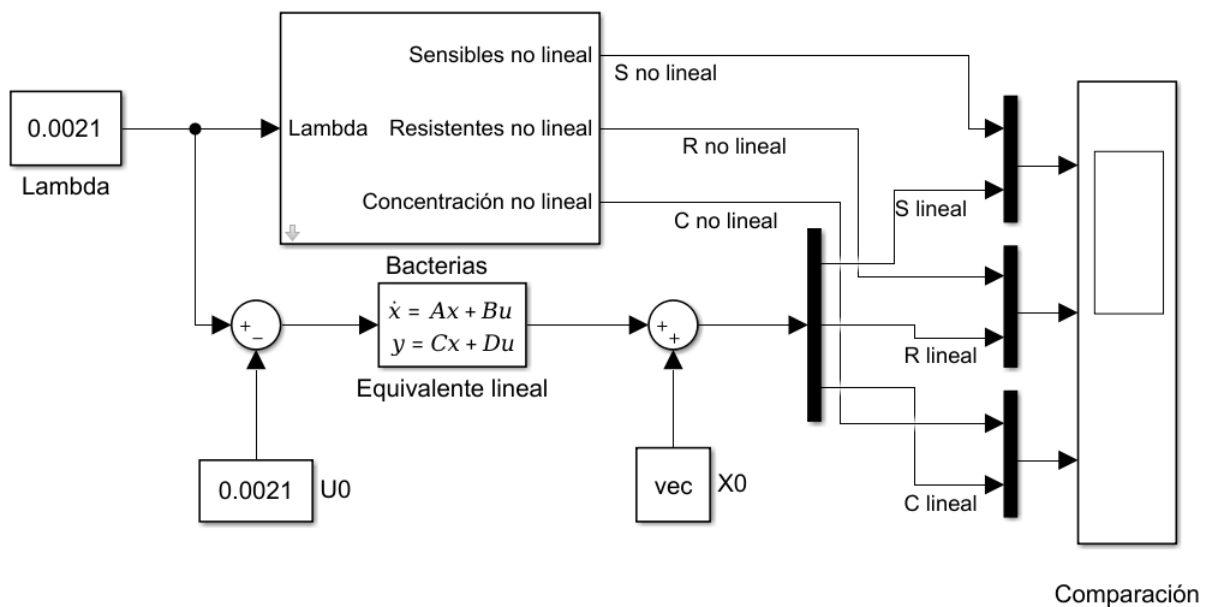 Sensibles no lineal
S no lineal
0.0021
Lambda
Lambda
Resistentes no lineal
R no lineal
Concentración no lineal
C no lineal
S lineal
Bacterias
+
−
ẋ = Ax + Bu
y = Cx + Du
Equivalente lineal
+
+
R lineal
0.0021
U0
vec
X0
C lineal
Comparación